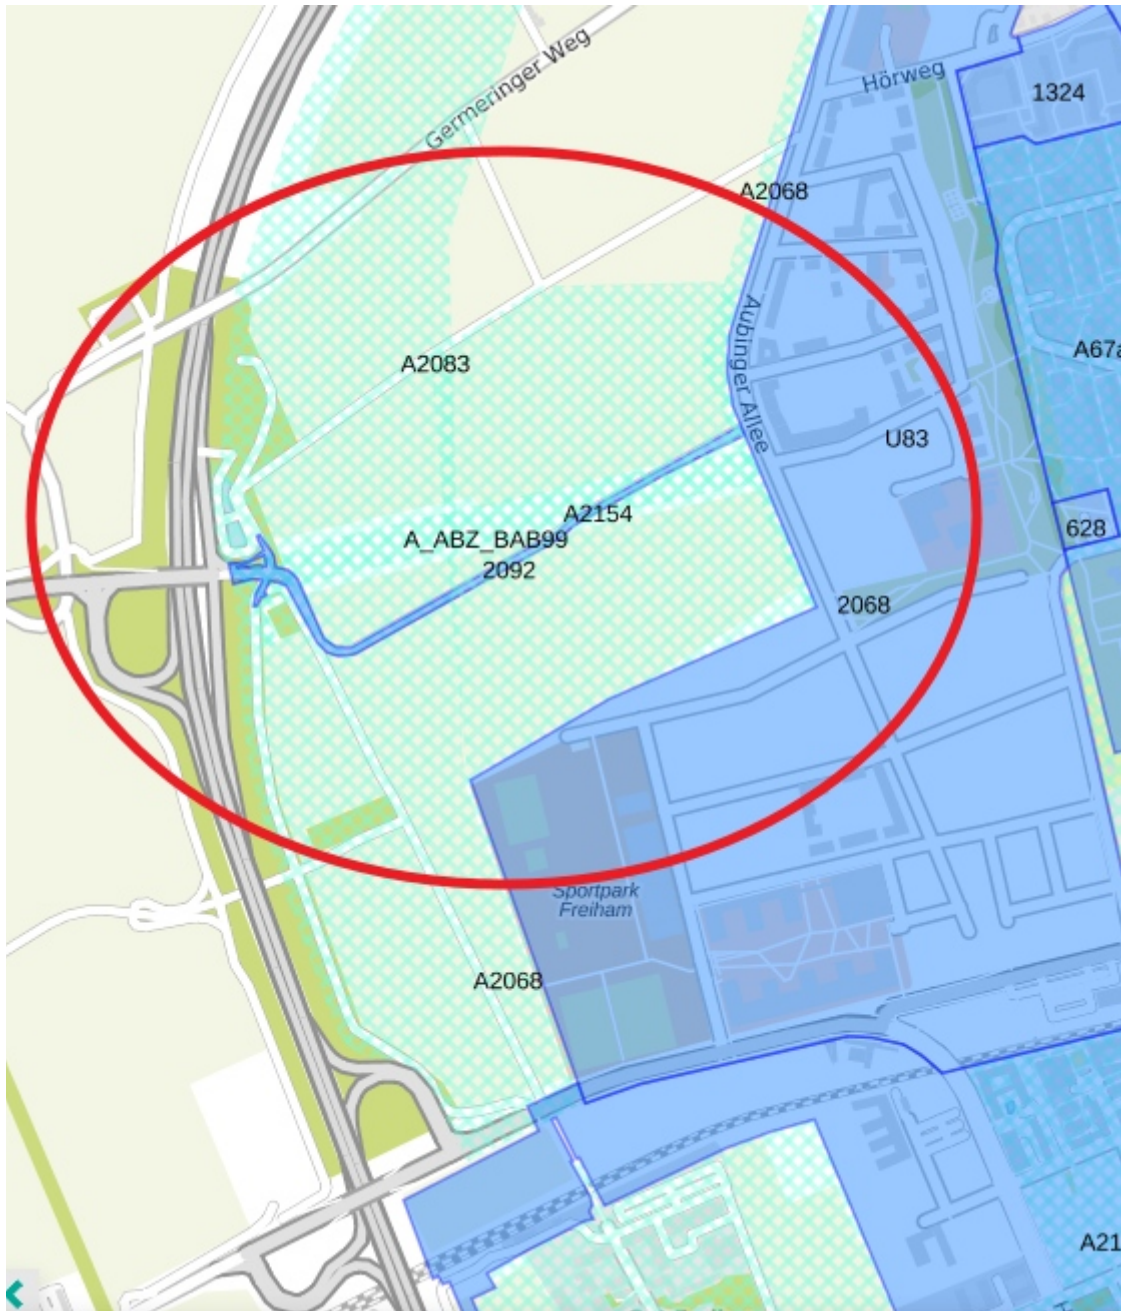 Germeringer Weg
Hörweg
1324
A2068
Aubinger Allee
A67a
A2083
U83
A2154
628
A_ABZ_BAB99
2092
2068
Sportpark
Freiham
A2068
A21